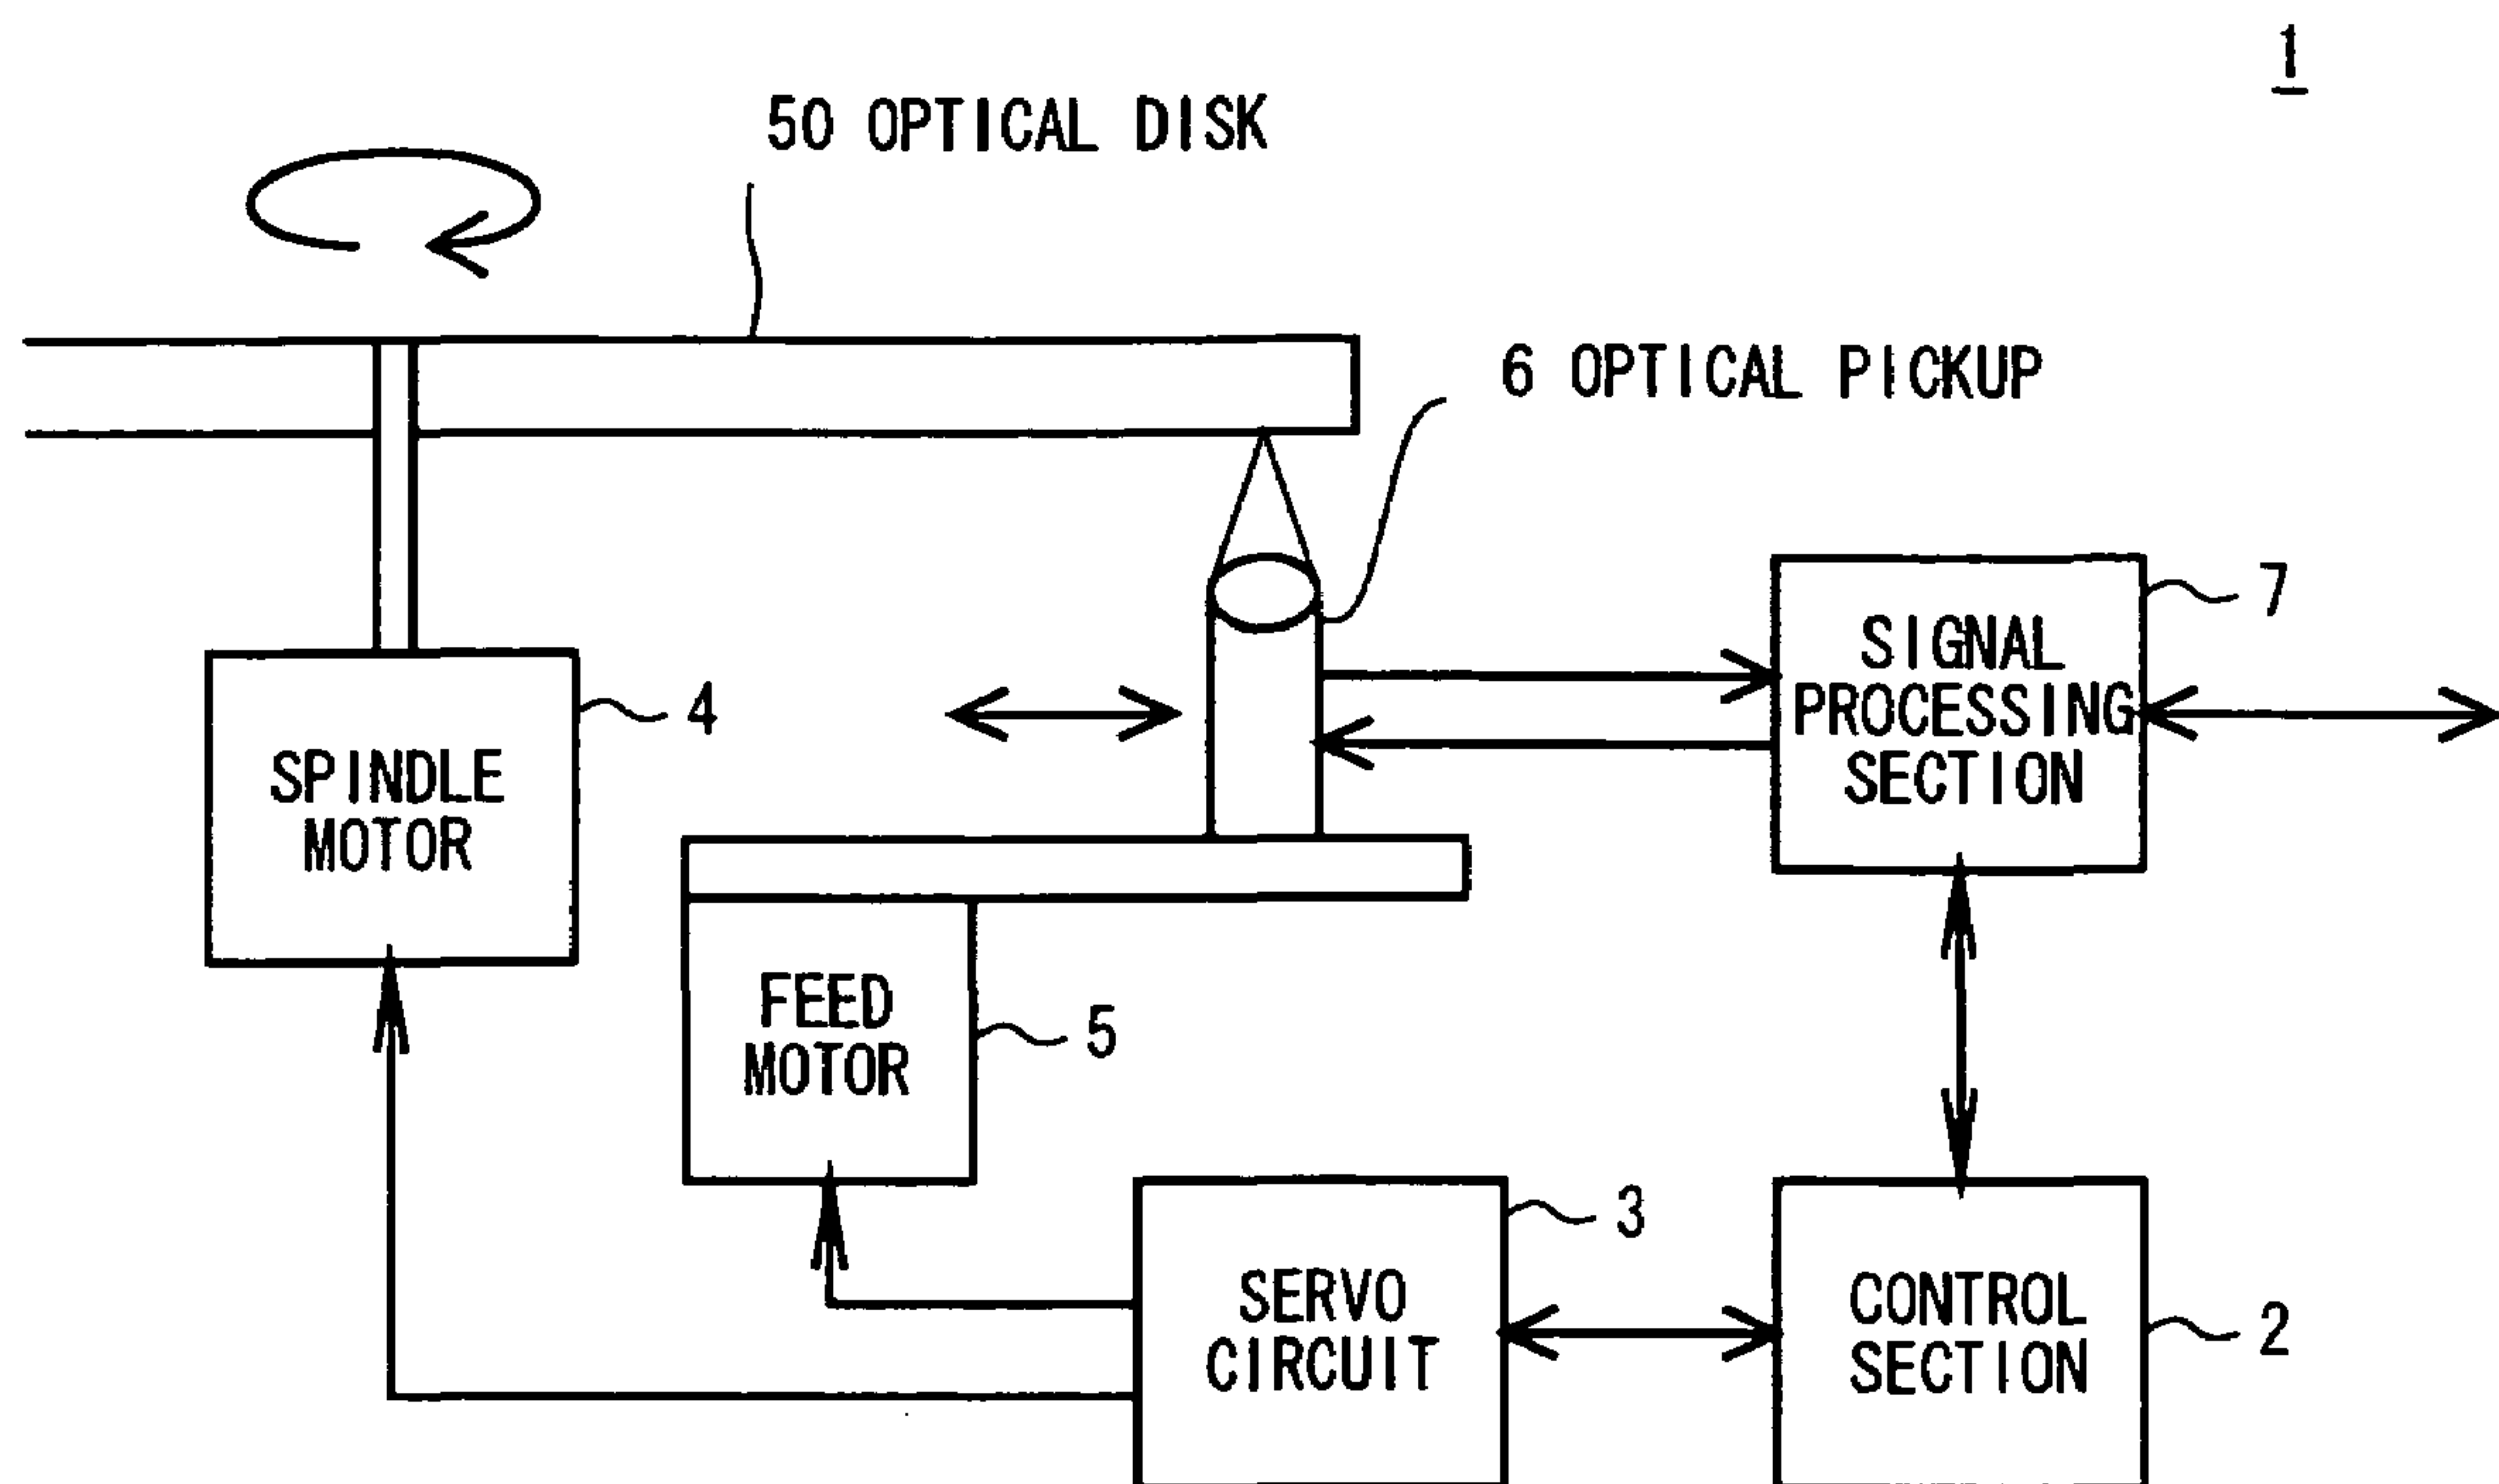 1
50 OPTICAL DISK
6 OPTICAL PICKUP
7
SIGNAL
PROCESSING
SECTION
4
SPINDLE
MOTOR
FEED
MOTOR
5
3
SERVO
CIRCUIT
CONTROL
SECTION
2